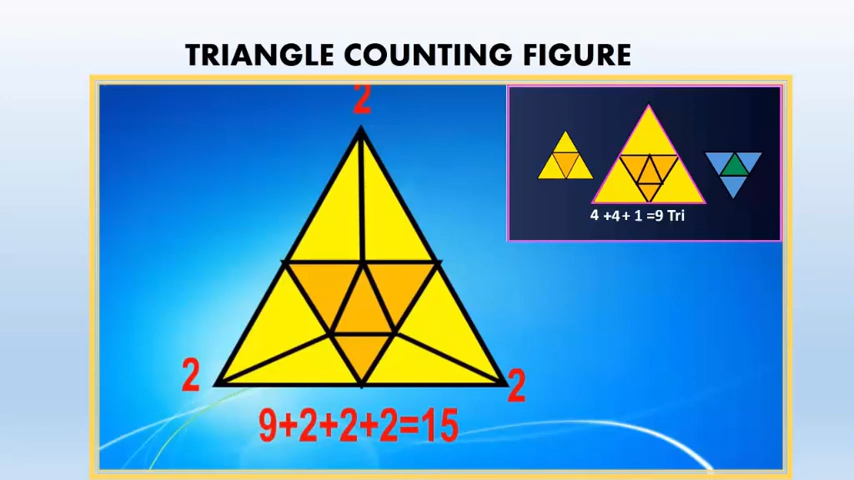 TRIANGLE COUNTING FIGURE
2
4 +4+ 1 =9 Tri
2
2
9+2+2+2=15